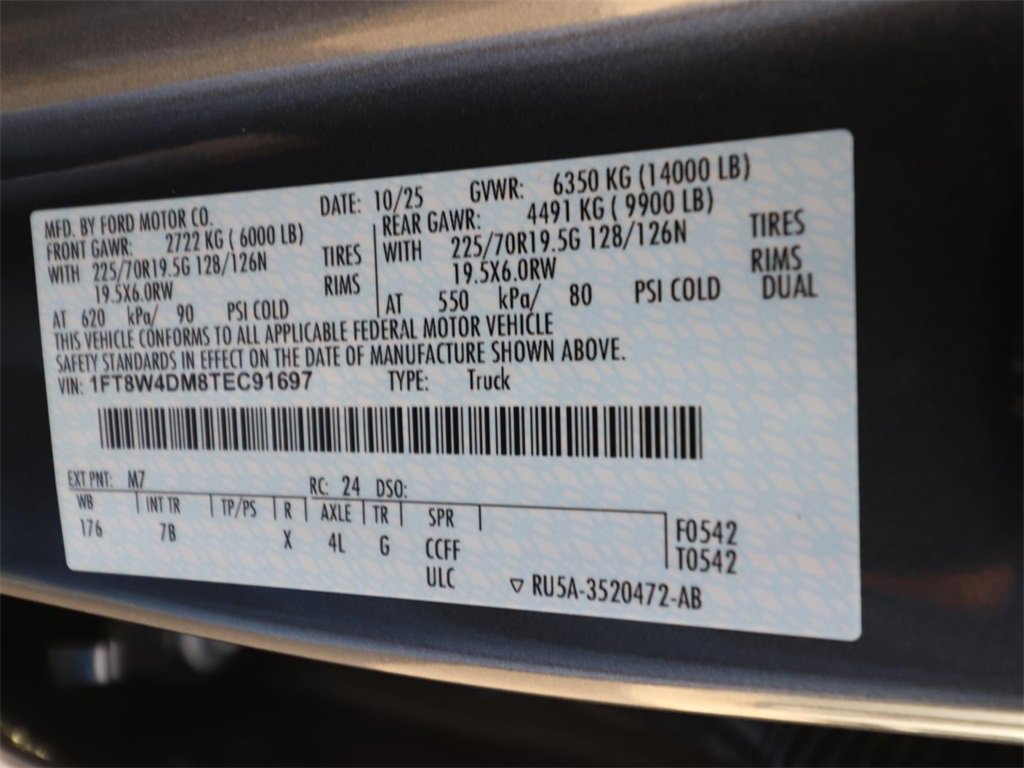 MFD. BY FORD MOTOR CO. DATE: 10/25 GVWR: 6350 KG (14000 LB)
FRONT GAWR: 2722 KG ( 6000 LB) REAR GAWR: 4491 KG ( 9900 LB)
WITH 225/70R19.5G 128/126N TIRES WITH 225/70R19.5G 128/126N TIRES
19.5X6.0RW RIMS 19.5X6.0RW RIMS
AT 620 kPa/ 90 PSI COLD AT 550 kPa/ 80 PSI COLD DUAL
THIS VEHICLE CONFORMS TO ALL APPLICABLE FEDERAL MOTOR VEHICLE
SAFETY STANDARDS IN EFFECT ON THE DATE OF MANUFACTURE SHOWN ABOVE.
VIN: 1FT8W4DM8TEC91697 TYPE: Truck
EXT PNT: M7 RC: 24 DSO:
WB INT TR TP/PS R AXLE TR SPR F0542
176 7B X 4L G CCFF T0542
ULC ▽ RU5A-3520472-AB